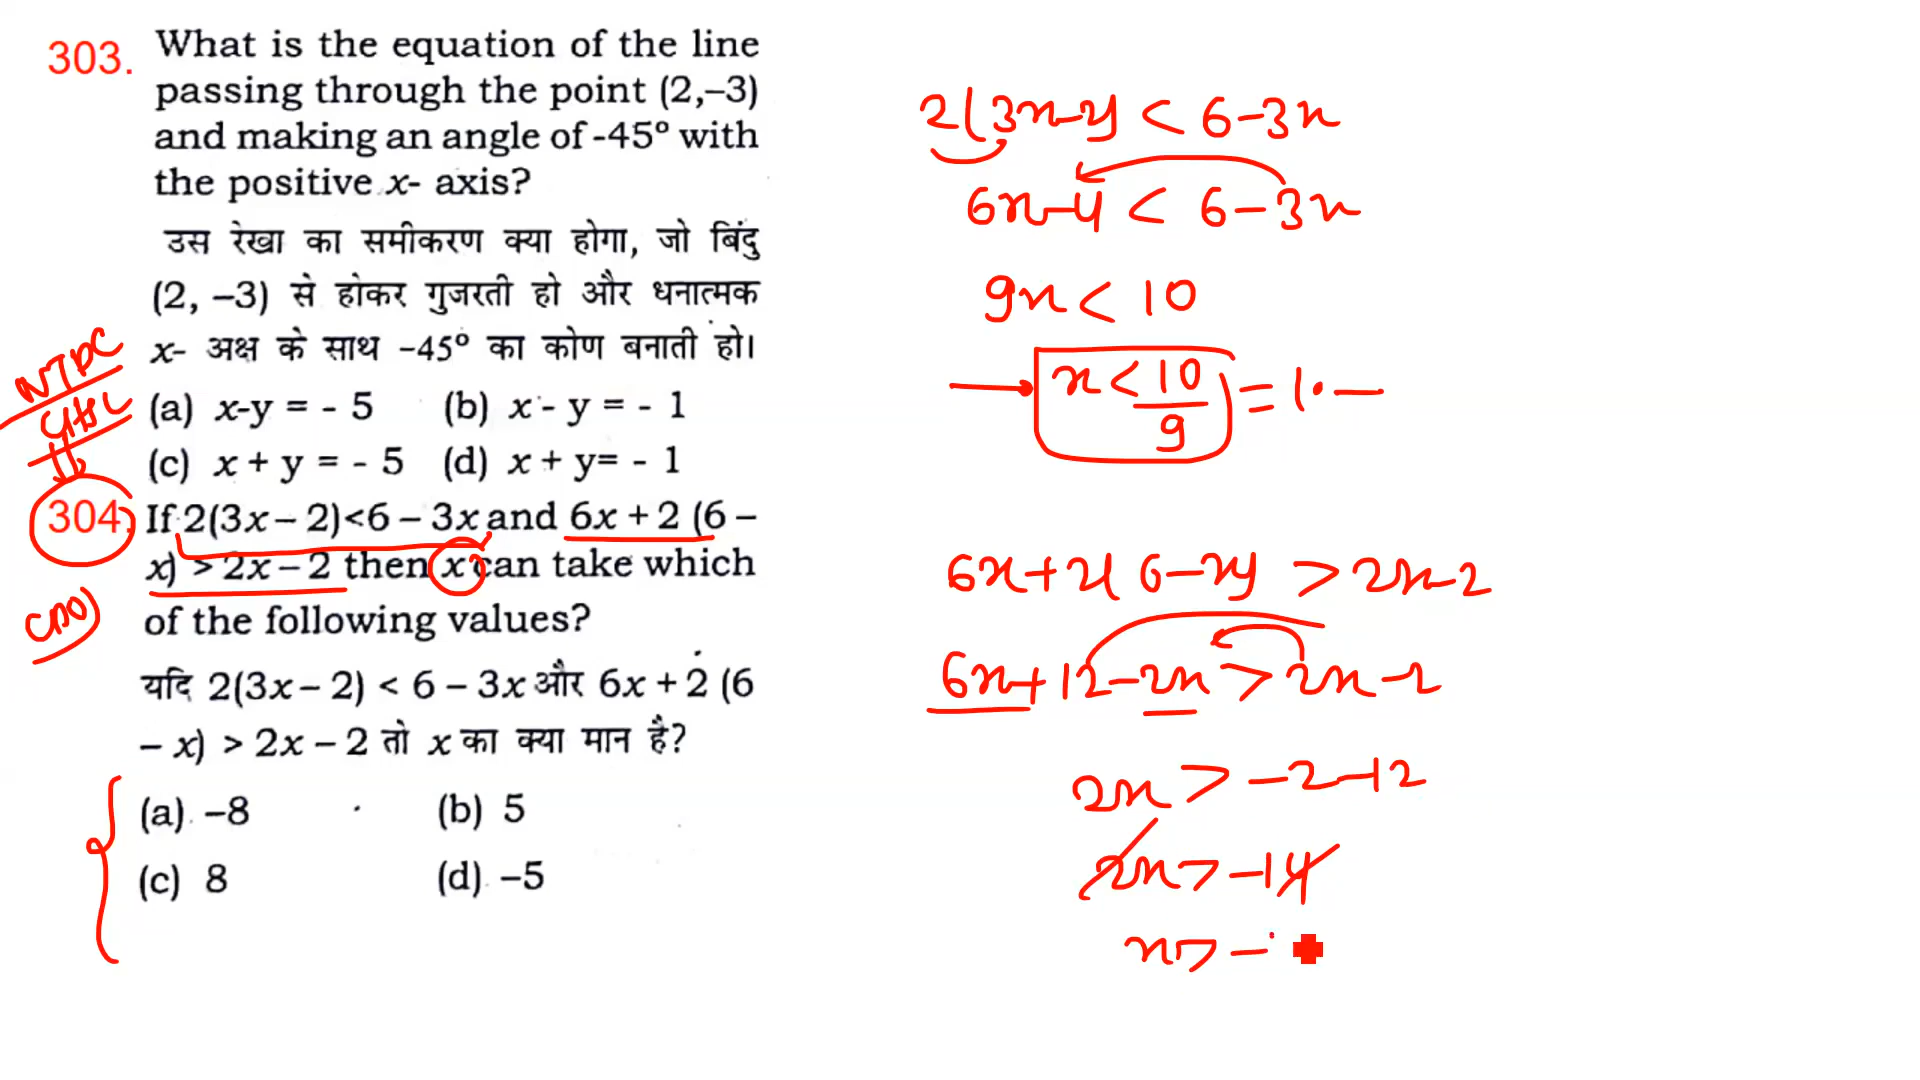 303. What is the equation of the line
passing through the point (2,–3)
and making an angle of -45° with
the positive x- axis?
उस रेखा का समीकरण क्या होगा, जो बिंदु
(2, –3) से होकर गुजरती हो और धनात्मक
x- अक्ष के साथ –45° का कोण बनाती हो।
(a) x-y = - 5 (b) x - y = - 1
(c) x + y = - 5 (d) x + y= - 1
304. If 2(3x – 2)<6 – 3x and 6x + 2 (6 –
x) > 2x – 2 then x can take which
of the following values?
यदि 2(3x – 2) < 6 – 3x और 6x + 2 (6
– x) > 2x – 2 तो x का क्या मान है?
(a) –8 (b) 5
(c) 8 (d) –5
NTPC
2(3x-2) < 6-3x
6x-4 < 6-3x
9x < 10
x < 10/9 = 1.—
6x+2(6-x) > 2x-2
6x+12-2x > 2x-2
2x > -2-12
2x > -14
x > -